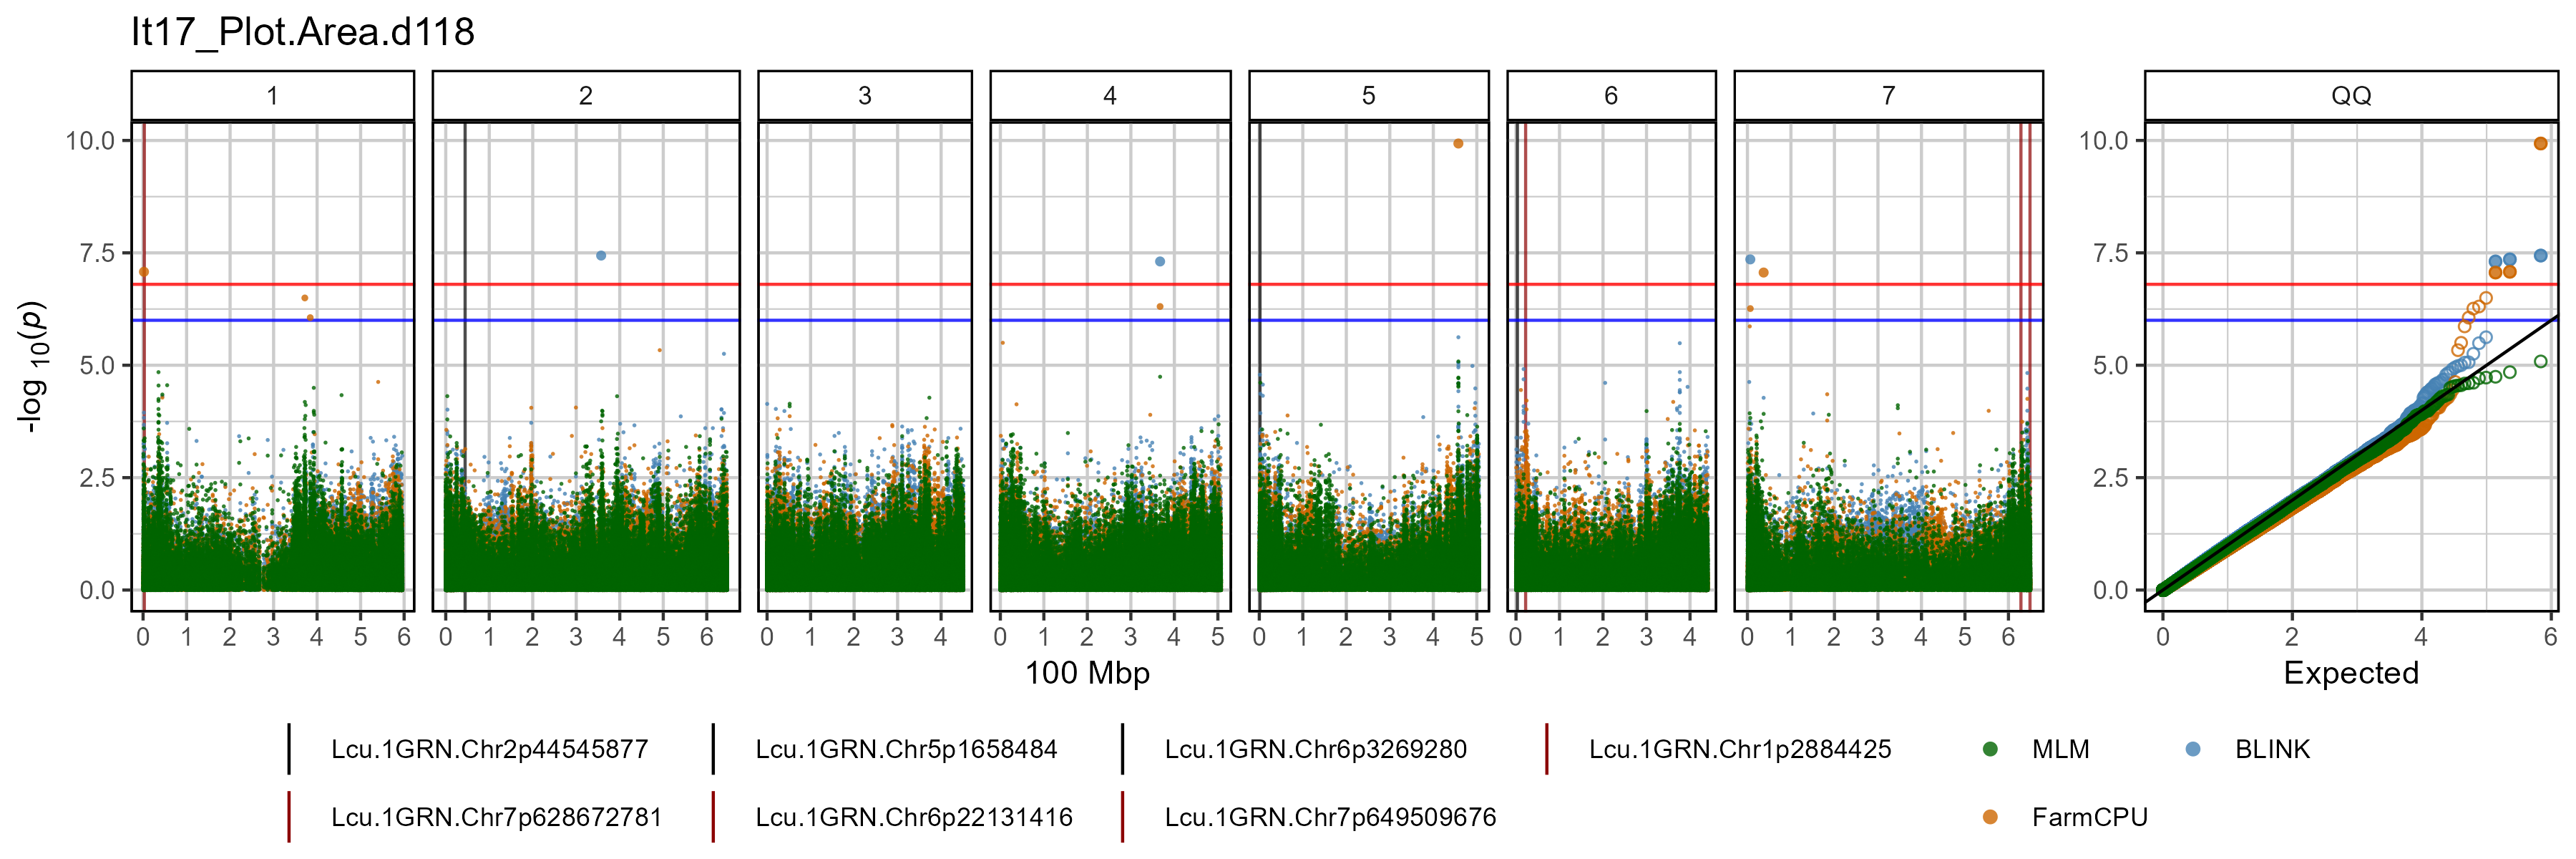 It17_Plot.Area.d118
1 2 3 4 5 6 7 QQ
10.0 10.0
7.5 7.5
5.0 5.0
2.5 2.5
0.0 0.0
-log 10(p)
0 1 2 3 4 5 6 0 1 2 3 4 5 6 0 1 2 3 4 0 1 2 3 4 5 0 1 2 3 4 5 0 1 2 3 4 0 1 2 3 4 5 6 0 2 4 6
100 Mbp Expected
Lcu.1GRN.Chr2p44545877 Lcu.1GRN.Chr5p1658484 Lcu.1GRN.Chr6p3269280 Lcu.1GRN.Chr1p2884425 MLM BLINK
Lcu.1GRN.Chr7p628672781 Lcu.1GRN.Chr6p22131416 Lcu.1GRN.Chr7p649509676 FarmCPU